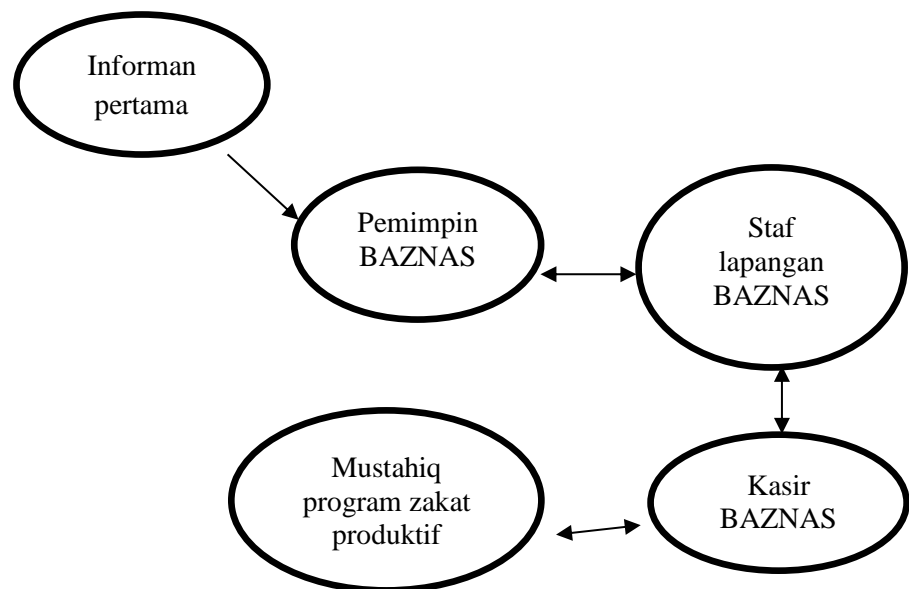 Informan
pertama
Pemimpin
BAZNAS
Staf
lapangan
BAZNAS
Mustahiq
program zakat
produktif
Kasir
BAZNAS